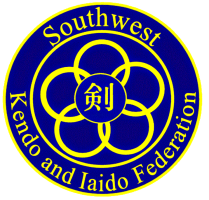 Southwest
剣
Kendo and Iaido Federation